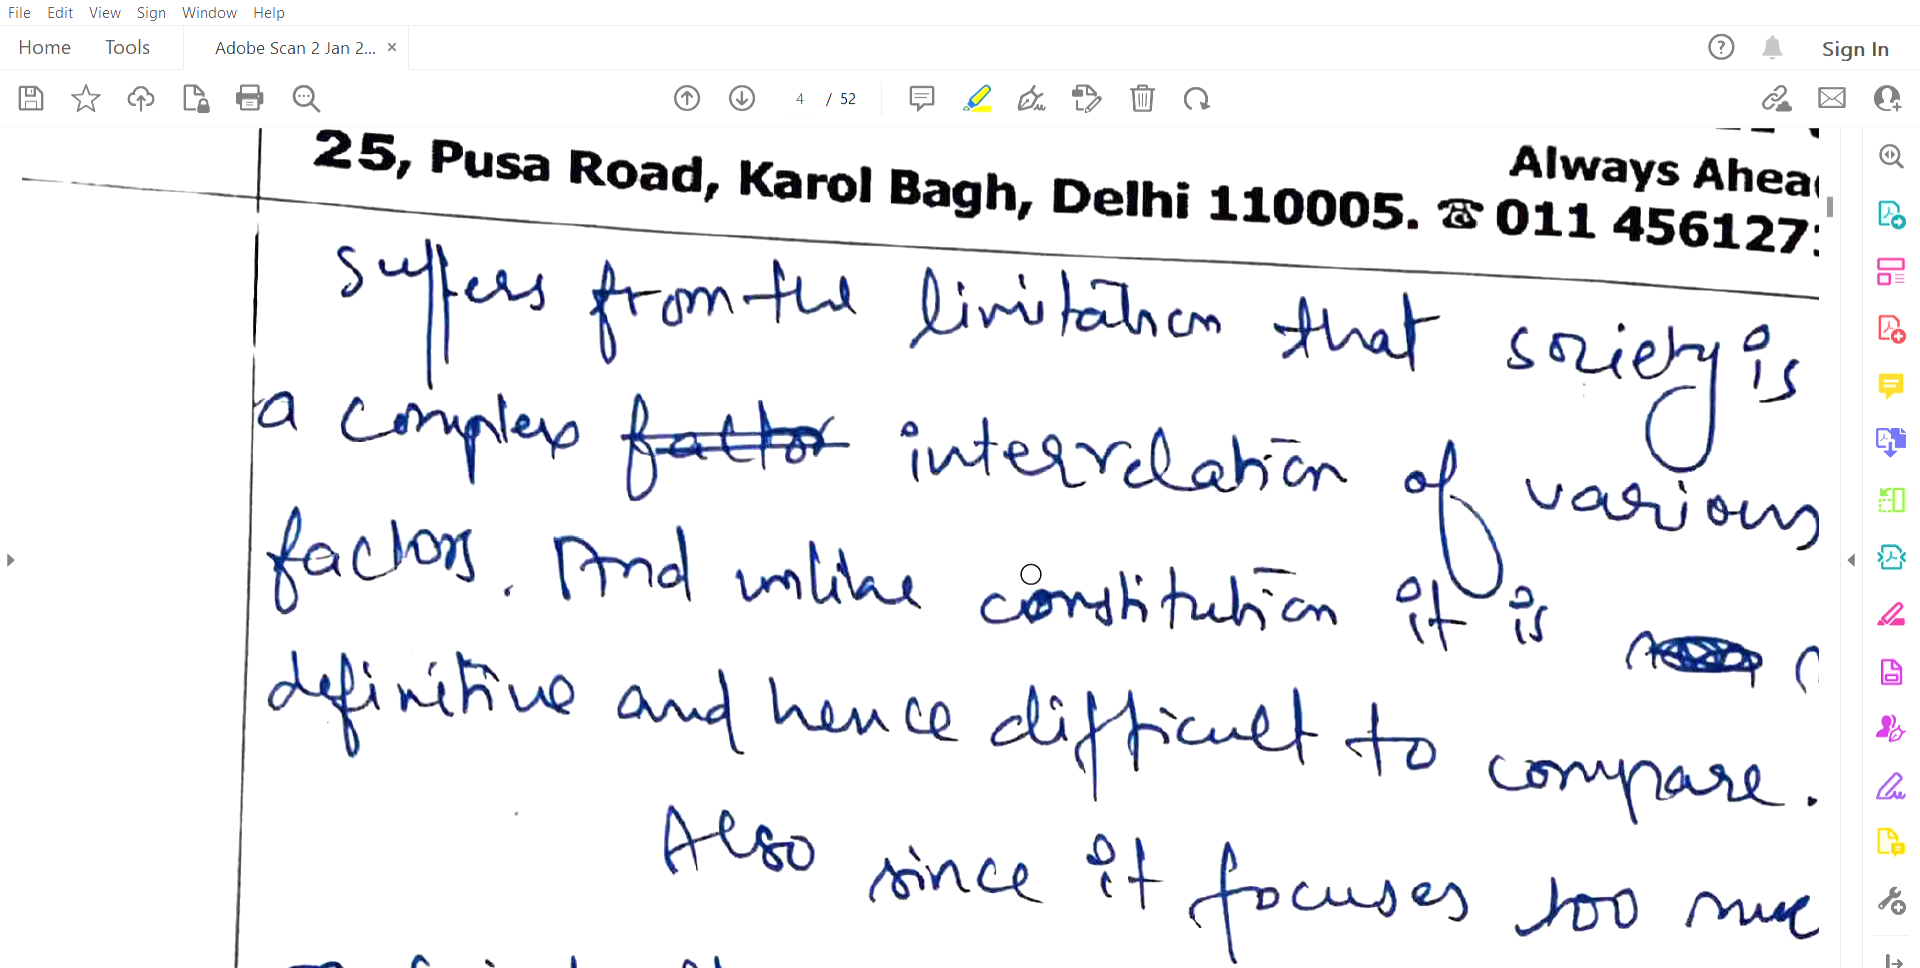 File Edit View Sign Window Help
Home Tools Adobe Scan 2 Jan 2... × Sign In
4 / 52
Always Ahea
25, Pusa Road, Karol Bagh, Delhi 110005. ☎ 011 4561273
suffers from the limitation that society is
a complex factor interrelation of various
factors. And unlike constitution it is
definitive and hence difficult to compare.
Also since it focuses too muc